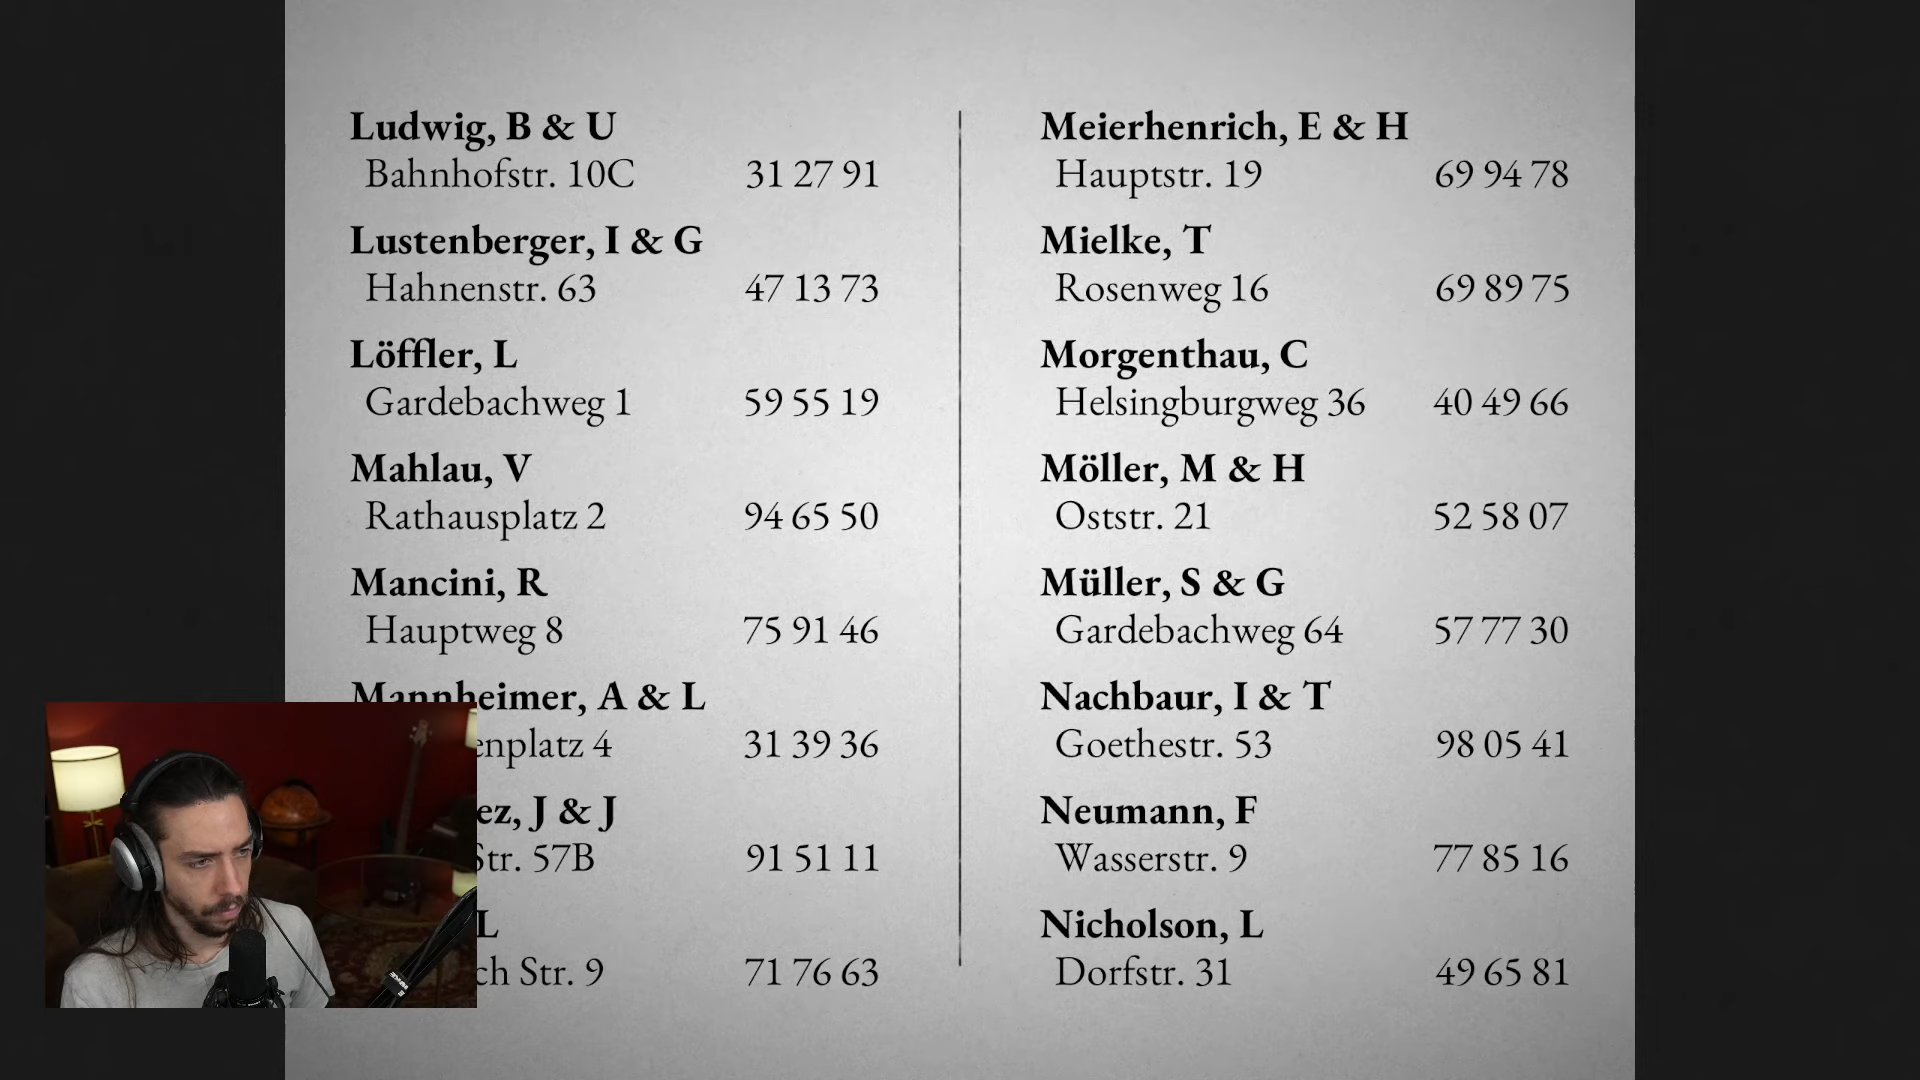 Ludwig, B & U
Bahnhofstr. 10C 31 27 91
Lustenberger, I & G
Hahnenstr. 63 47 13 73
Löffler, L
Gardebachweg 1 59 55 19
Mahlau, V
Rathausplatz 2 94 65 50
Mancini, R
Hauptweg 8 75 91 46
Mannheimer, A & L
4 31 39 36
J & J
57B 91 51 11
L
Str. 9 71 76 63
Meierhenrich, E & H
Hauptstr. 19 69 94 78
Mielke, T
Rosenweg 16 69 89 75
Morgenthau, C
Helsingburgweg 36 40 49 66
Möller, M & H
Oststr. 21 52 58 07
Müller, S & G
Gardebachweg 64 57 77 30
Nachbaur, I & T
Goethestr. 53 98 05 41
Neumann, F
Wasserstr. 9 77 85 16
Nicholson, L
Dorfstr. 31 49 65 81